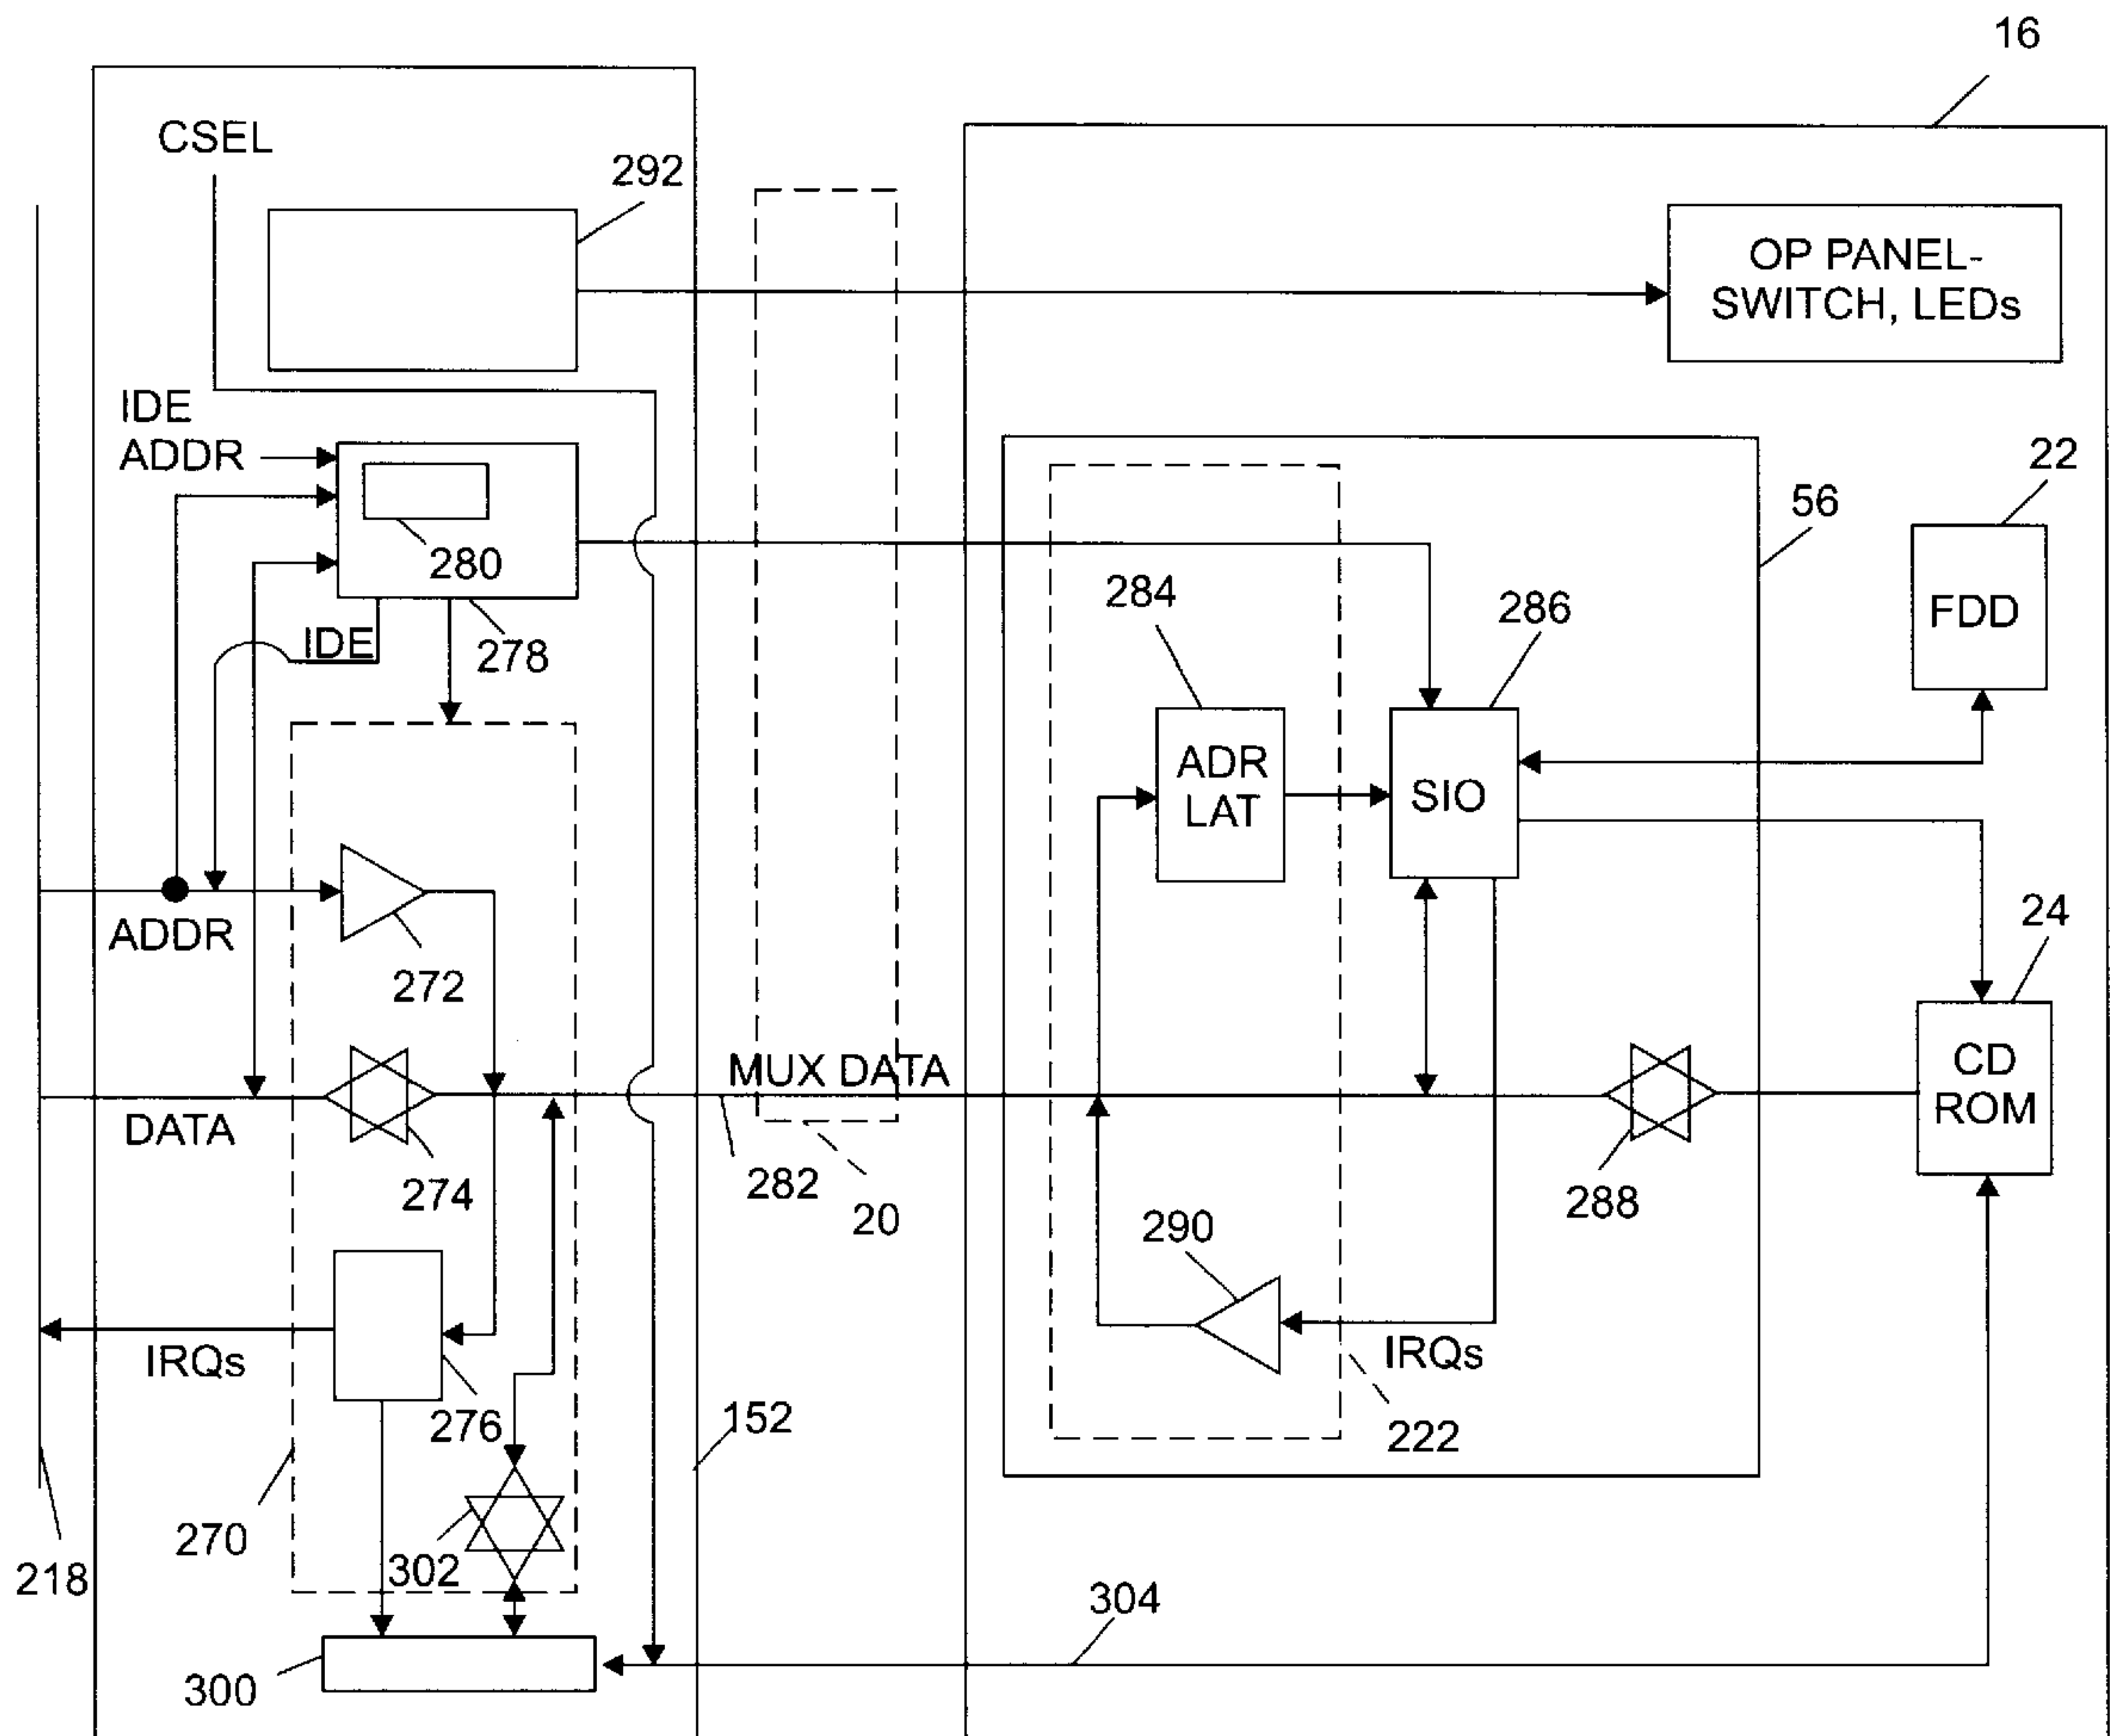 16
CSEL
292
OP PANEL-
SWITCH, LEDs
IDE
ADDR
22
56
280
284
286
FDD
IDE
278
ADR
LAT
SIO
24
ADDR
272
CD
ROM
MUX DATA
DATA
274
282
20
288
290
IRQs
IRQs
276
152
222
270
302
218
304
300